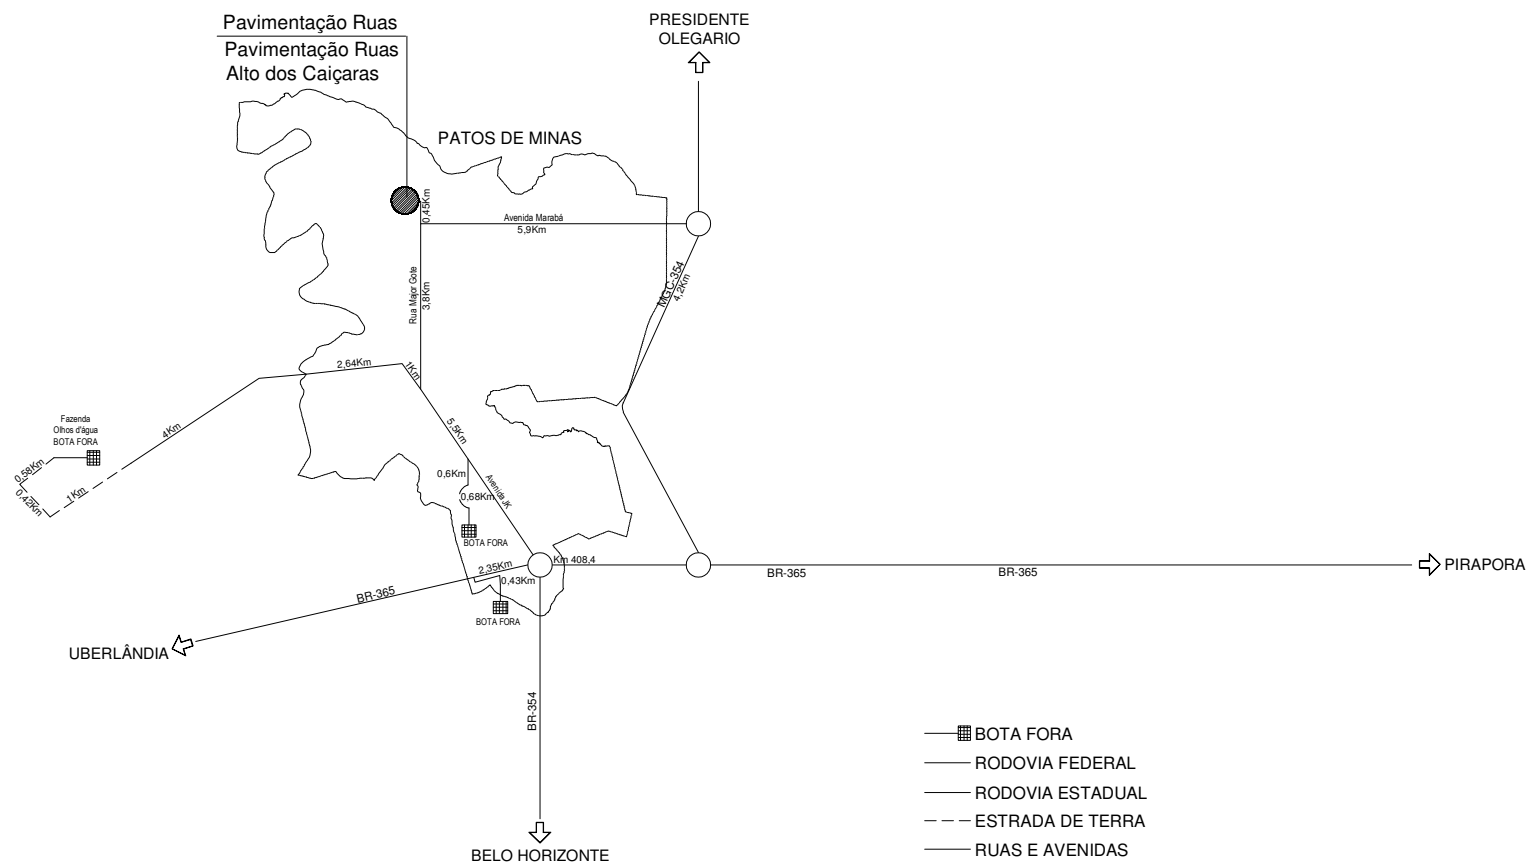 Pavimentação Ruas
Pavimentação Ruas
Alto dos Caiçaras
PRESIDENTE
OLEGARIO
PATOS DE MINAS
0,45Km
Avenida Marabá
5,9Km
Rua Major Gote
3,8Km
MGC-354
4,2Km
2,64Km
1Km
4Km
Fazenda
Olhos d'água
BOTA FORA
0,58Km
0,42Km
1Km
5,5Km
Avenida JK
0,6Km
0,68Km
BOTA FORA
Km 408,4
2,35Km
0,43Km
BOTA FORA
BR-365
BR-365
BR-365
PIRAPORA
UBERLÂNDIA
BR-354
BELO HORIZONTE
BOTA FORA
RODOVIA FEDERAL
RODOVIA ESTADUAL
ESTRADA DE TERRA
RUAS E AVENIDAS